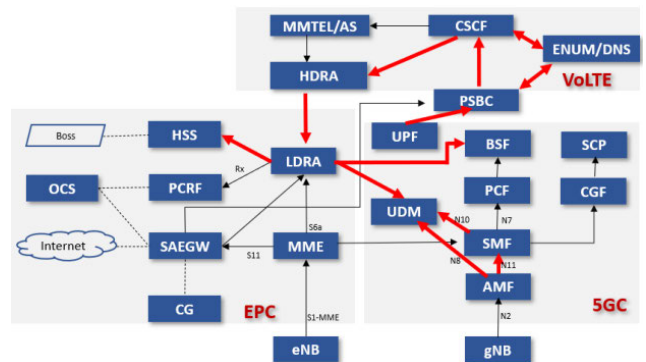 MMTEL/AS
CSCF
ENUM/DNS
HDRA
VoLTE
PSBC
Boss
HSS
UPF
BSF
SCP
LDRA
Rx
OCS
PCRF
PCF
CGF
UDM
N10
N7
S6a
Internet
SAEGW
MME
SMF
S11
N8
N11
CG
EPC
AMF
5GC
S1-MME
N2
eNB
gNB